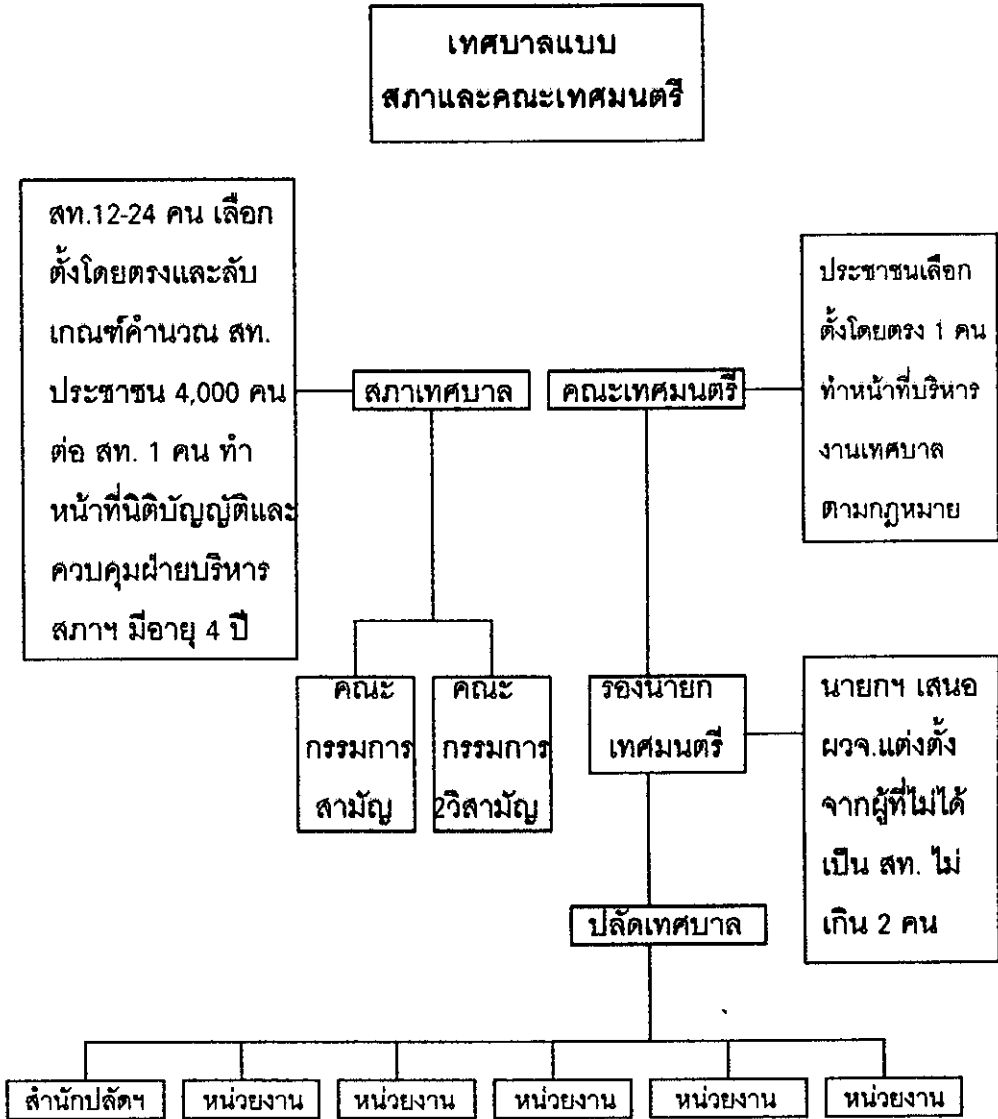 เทศบาลแบบ
สภาและคณะเทศมนตรี
สท.12-24 คน เลือก
ตั้งโดยตรงและลับ
เกณฑ์คำนวณ สท.
ประชาชน 4,000 คน
ต่อ สท. 1 คน ทำ
หน้าที่นิติบัญญัติและ
ควบคุมฝ่ายบริหาร
สภาฯ มีอายุ 4 ปี
สภาเทศบาล
คณะเทศมนตรี
ประชาชนเลือก
ตั้งโดยตรง 1 คน
ทำหน้าที่บริหาร
งานเทศบาล
ตามกฎหมาย
คณะ
กรรมการ
สามัญ
คณะ
กรรมการ
2วิสามัญ
รองนายก
เทศมนตรี
นายกฯ เสนอ
ผวจ.แต่งตั้ง
จากผู้ที่ไม่ได้
เป็น สท. ไม่
เกิน 2 คน
ปลัดเทศบาล
สำนักปลัดฯ
หน่วยงาน
หน่วยงาน
หน่วยงาน
หน่วยงาน
หน่วยงาน